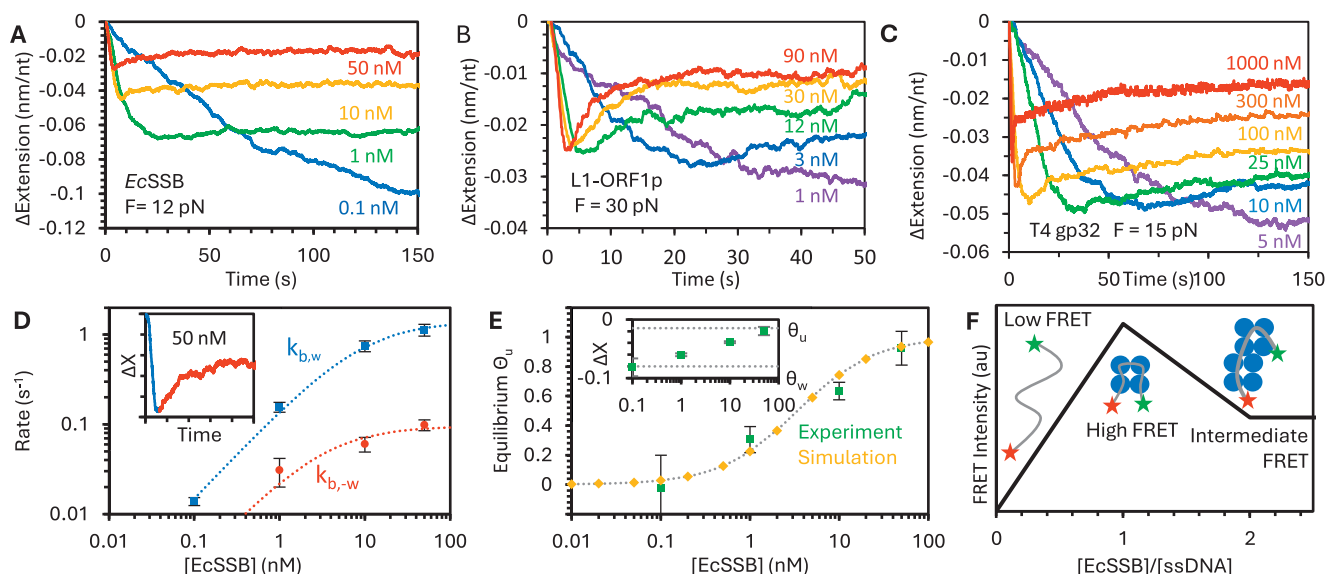 A
ΔExtension (nm/nt)
0
-0.02
-0.04
-0.06
-0.08
-0.1
-0.12
50 nM
10 nM
1 nM
0.1 nM
EcSSB
F= 12 pN
0
50
100
150
Time (s)
B
ΔExtension (nm/nt)
0
-0.01
-0.02
-0.03
-0.04
90 nM
30 nM
12 nM
3 nM
1 nM
L1-ORF1p
F = 30 pN
0
10
20
30
40
50
Time (s)
C
ΔExtension (nm/nt)
0
-0.01
-0.02
-0.03
-0.04
-0.05
-0.06
1000 nM
300 nM
100 nM
25 nM
10 nM
5 nM
T4 gp32 F = 15 pN
0
50
Time (s)
100
150
D
Rate (s⁻¹)
1
0.1
0.01
50 nM
ΔX
Time
k_b,w
k_b,-w
0.01
0.1
1
10
100
[EcSSB] (nM)
E
Equilibrium Θu
1
0.8
0.6
0.4
0.2
0
0
ΔX
-0.1
θu
θw
0.1
1
10
50
Experiment
Simulation
0.01
0.1
1
10
100
[EcSSB] (nM)
F
FRET Intensity (au)
Low FRET
High FRET
Intermediate
FRET
0
1
2
[EcSSB]/[ssDNA]